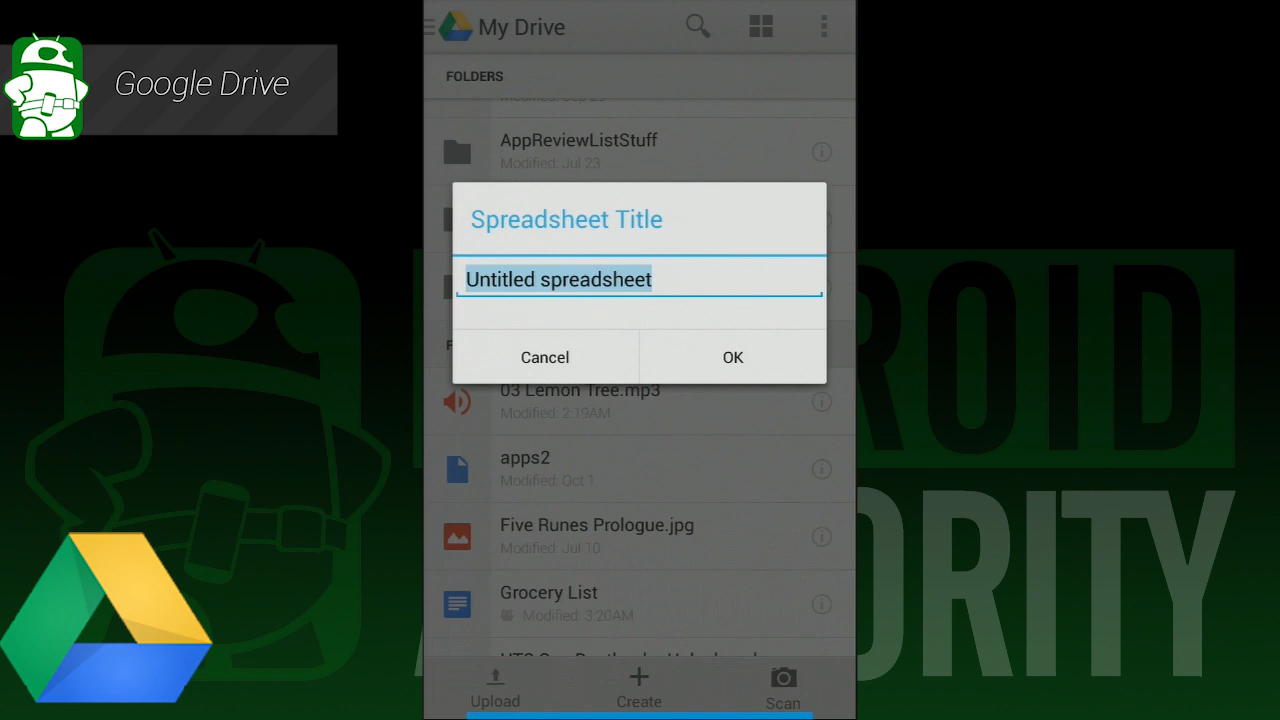 Google Drive
My Drive
FOLDERS
AppReviewListStuff
Modified: Jul 23
Spreadsheet Title
Untitled spreadsheet
Cancel
OK
03 Lemon Tree.mp3
Modified: 2:19AM
apps2
Modified: Oct 1
Five Runes Prologue.jpg
Modified: Jul 10
Grocery List
Modified: 3:20AM
Upload
Create
Scan